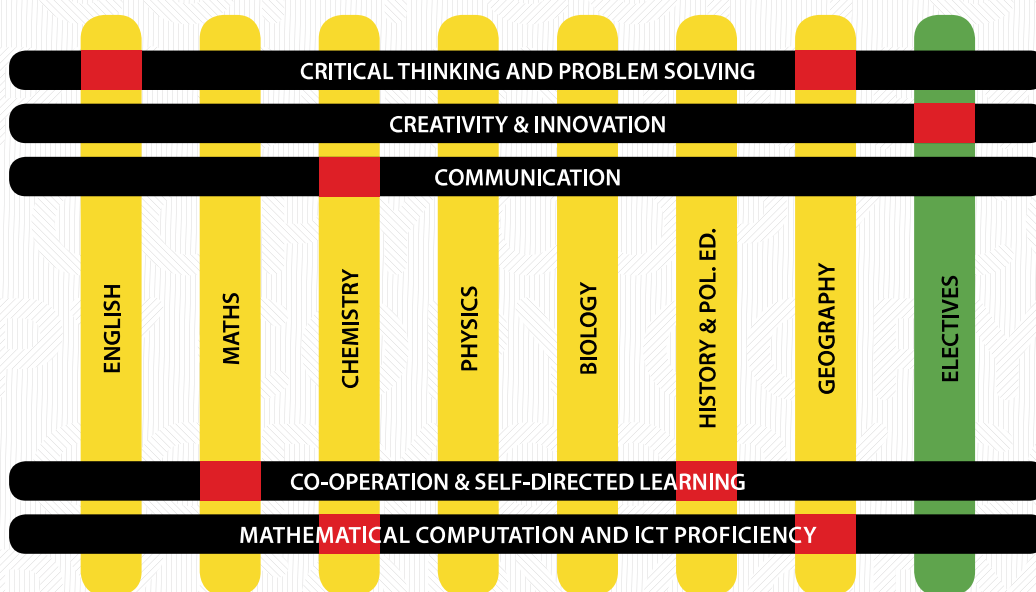 CRITICAL THINKING AND PROBLEM SOLVING
CREATIVITY & INNOVATION
COMMUNICATION
ENGLISH
MATHS
CHEMISTRY
PHYSICS
BIOLOGY
HISTORY & POL. ED.
GEOGRAPHY
ELECTIVES
CO-OPERATION & SELF-DIRECTED LEARNING
MATHEMATICAL COMPUTATION AND ICT PROFICIENCY